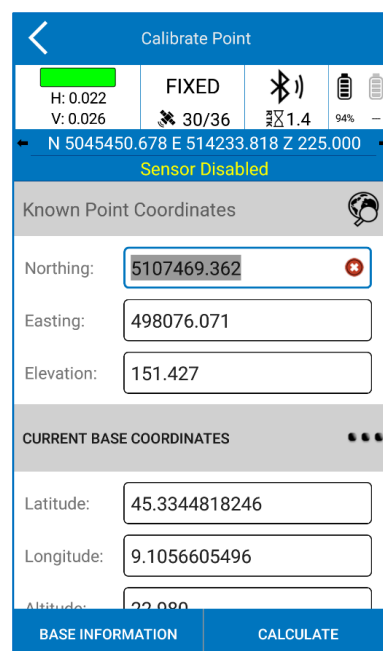 Calibrate Point
H: 0.022
V: 0.026
FIXED
30/36
1.4
94%
--
N 5045450.678 E 514233.818 Z 225.000
Sensor Disabled
Known Point Coordinates
Northing: 5107469.362
Easting: 498076.071
Elevation: 151.427
CURRENT BASE COORDINATES
Latitude: 45.3344818246
Longitude: 9.1056605496
Altitude: 22.989
BASE INFORMATION
CALCULATE